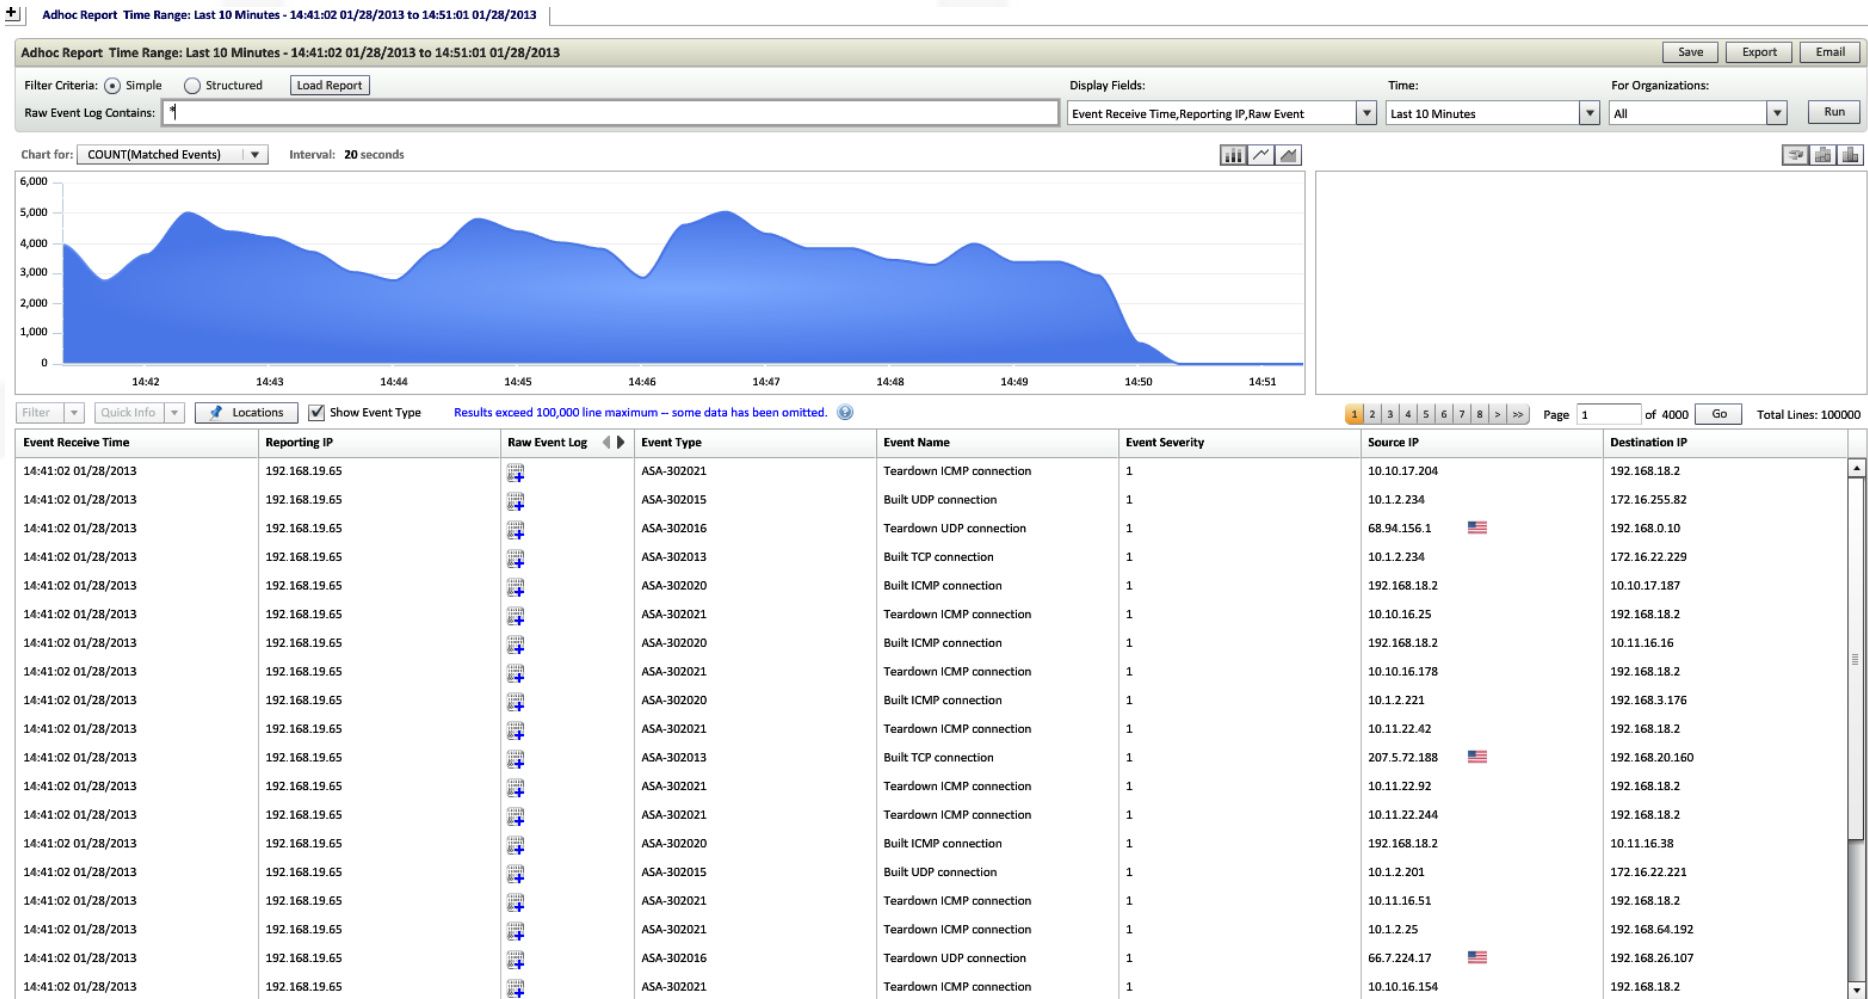 Adhoc Report Time Range: Last 10 Minutes - 14:41:02 01/28/2013 to 14:51:01 01/28/2013
Adhoc Report Time Range: Last 10 Minutes - 14:41:02 01/28/2013 to 14:51:01 01/28/2013 Save Export Email
Filter Criteria: Simple Structured Load Report Display Fields: Time: For Organizations:
Raw Event Log Contains: * Event Receive Time,Reporting IP,Raw Event Last 10 Minutes All Run
Chart for: COUNT(Matched Events) Interval: 20 seconds
6,000
5,000
4,000
3,000
2,000
1,000
0
14:42 14:43 14:44 14:45 14:46 14:47 14:48 14:49 14:50 14:51
Filter Quick Info Locations Show Event Type Results exceed 100,000 line maximum -- some data has been omitted. ? 1 2 3 4 5 6 7 8 > >> Page 1 of 4000 Go Total Lines: 100000
Event Receive Time Reporting IP Raw Event Log Event Type Event Name Event Severity Source IP Destination IP
14:41:02 01/28/2013 192.168.19.65 ASA-302021 Teardown ICMP connection 1 10.10.17.204 192.168.18.2
14:41:02 01/28/2013 192.168.19.65 ASA-302015 Built UDP connection 1 10.1.2.234 172.16.255.82
14:41:02 01/28/2013 192.168.19.65 ASA-302016 Teardown UDP connection 1 68.94.156.1 192.168.0.10
14:41:02 01/28/2013 192.168.19.65 ASA-302013 Built TCP connection 1 10.1.2.234 172.16.22.229
14:41:02 01/28/2013 192.168.19.65 ASA-302020 Built ICMP connection 1 192.168.18.2 10.10.17.187
14:41:02 01/28/2013 192.168.19.65 ASA-302021 Teardown ICMP connection 1 10.10.16.25 192.168.18.2
14:41:02 01/28/2013 192.168.19.65 ASA-302020 Built ICMP connection 1 192.168.18.2 10.11.16.16
14:41:02 01/28/2013 192.168.19.65 ASA-302021 Teardown ICMP connection 1 10.10.16.178 192.168.18.2
14:41:02 01/28/2013 192.168.19.65 ASA-302020 Built ICMP connection 1 10.1.2.221 192.168.3.176
14:41:02 01/28/2013 192.168.19.65 ASA-302021 Teardown ICMP connection 1 10.11.22.42 192.168.18.2
14:41:02 01/28/2013 192.168.19.65 ASA-302013 Built TCP connection 1 207.5.72.188 192.168.20.160
14:41:02 01/28/2013 192.168.19.65 ASA-302021 Teardown ICMP connection 1 10.11.22.92 192.168.18.2
14:41:02 01/28/2013 192.168.19.65 ASA-302021 Teardown ICMP connection 1 10.11.22.244 192.168.18.2
14:41:02 01/28/2013 192.168.19.65 ASA-302020 Built ICMP connection 1 192.168.18.2 10.11.16.38
14:41:02 01/28/2013 192.168.19.65 ASA-302015 Built UDP connection 1 10.1.2.201 172.16.22.221
14:41:02 01/28/2013 192.168.19.65 ASA-302021 Teardown ICMP connection 1 10.11.16.51 192.168.18.2
14:41:02 01/28/2013 192.168.19.65 ASA-302021 Teardown ICMP connection 1 10.1.2.25 192.168.64.192
14:41:02 01/28/2013 192.168.19.65 ASA-302016 Teardown UDP connection 1 66.7.224.17 192.168.26.107
14:41:02 01/28/2013 192.168.19.65 ASA-302021 Teardown ICMP connection 1 10.10.16.154 192.168.18.2